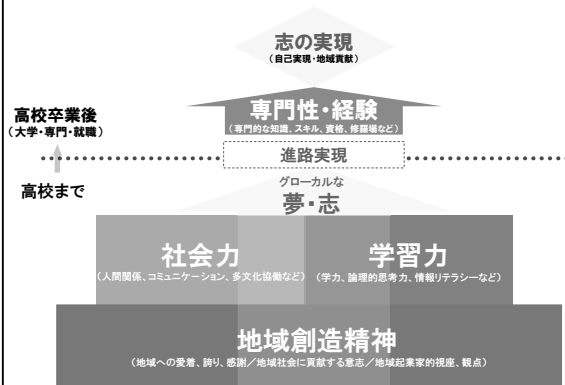 志の実現
(自己実現・地域貢献)
専門性・経験
(専門的な知識、スキル、資格、修羅場など)
高校卒業後
(大学・専門・就職)
進路実現
高校まで
グローカルな
夢・志
社会力
(人間関係、コミュニケーション、多文化協働など)
学習力
(学力、論理的思考力、情報リテラシーなど)
地域創造精神
(地域への愛着、誇り、感謝／地域社会に貢献する意志／地域起業家的視座、観点)